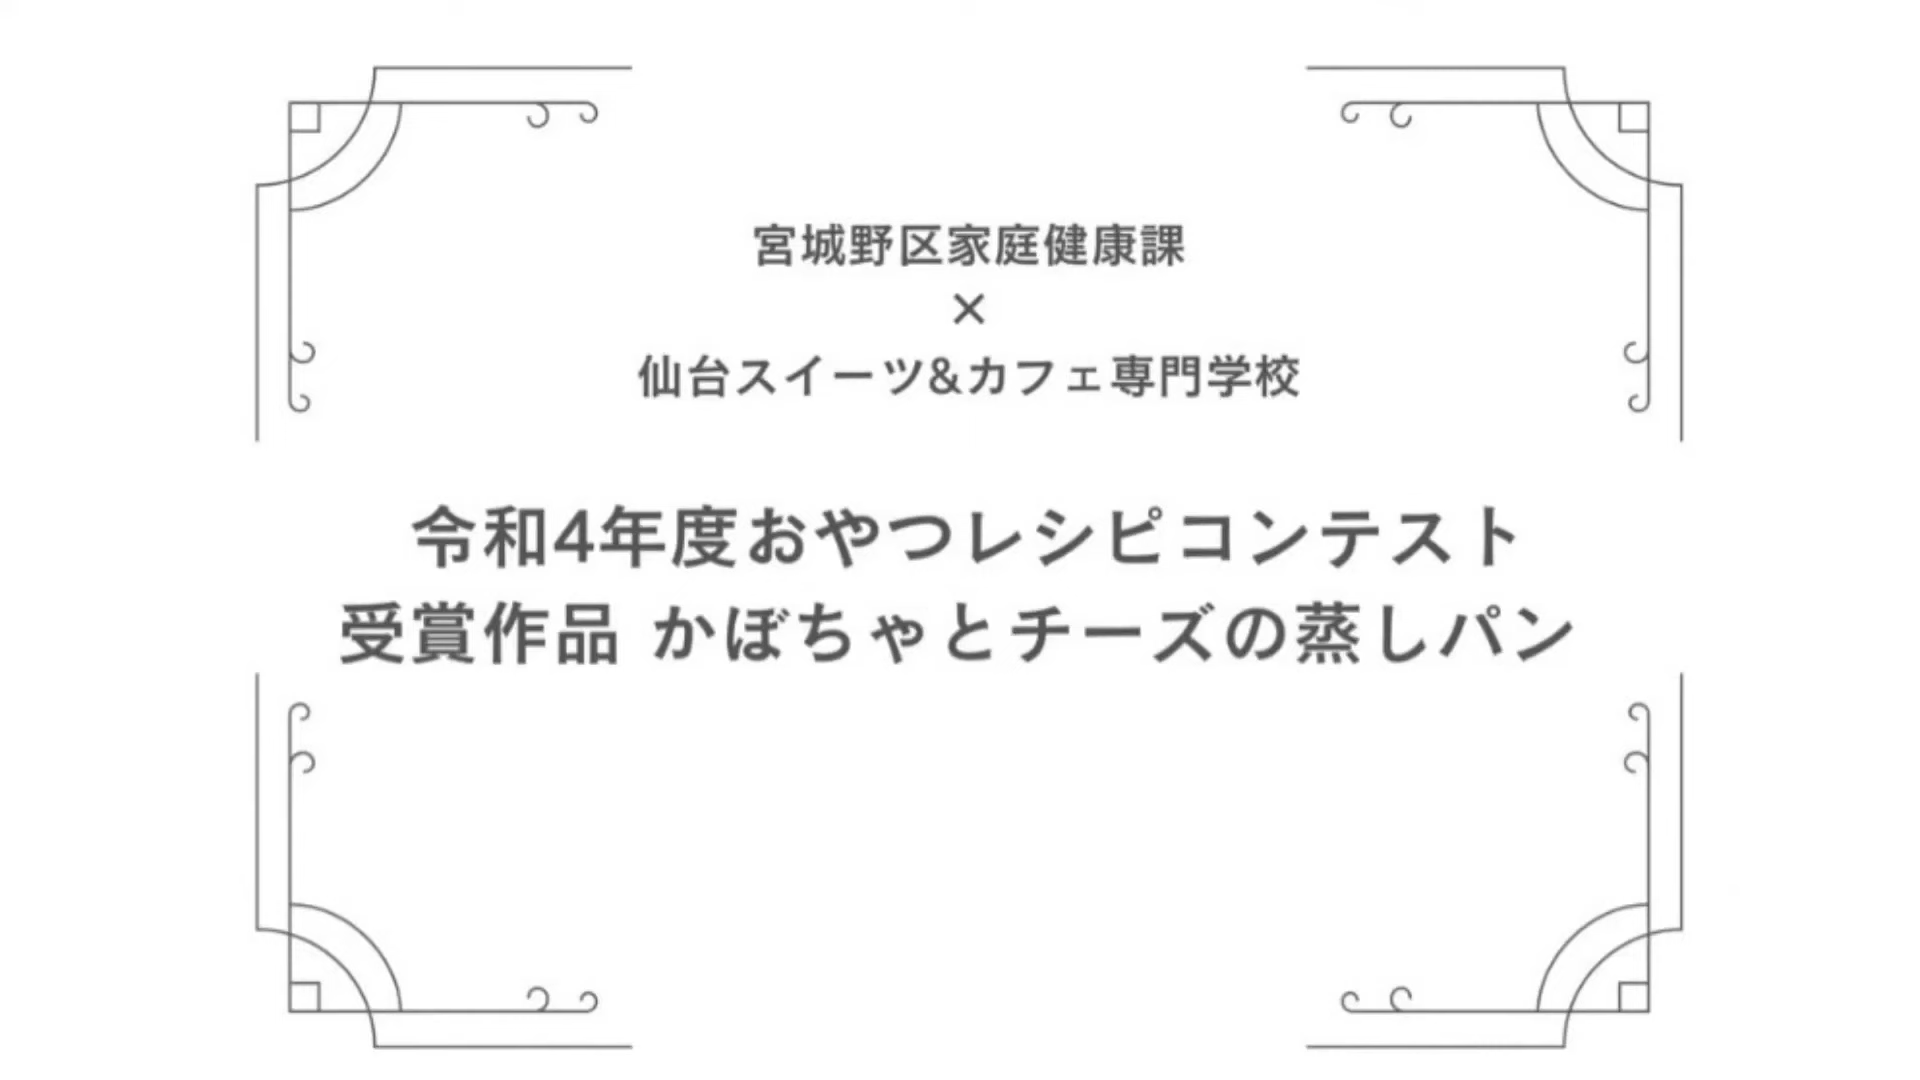 宮城野区家庭健康課
×
仙台スイーツ&カフェ専門学校
令和4年度おやつレシピコンテスト
受賞作品 かぼちゃとチーズの蒸しパン